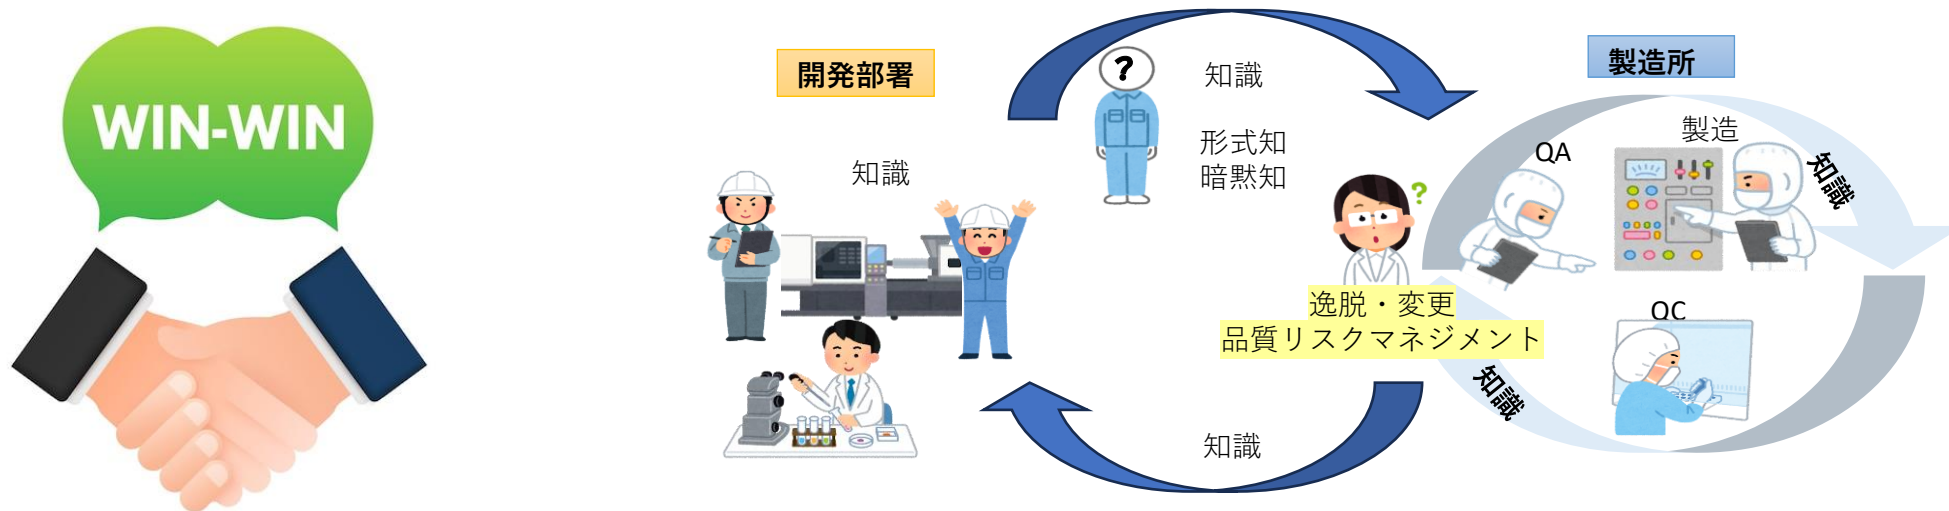 WIN-WIN
開発部署
知識
?
知識
形式知
暗黙知
製造所
QA
製造
知識
?
逸脱・変更
品質リスクマネジメント
QC
知識
知識